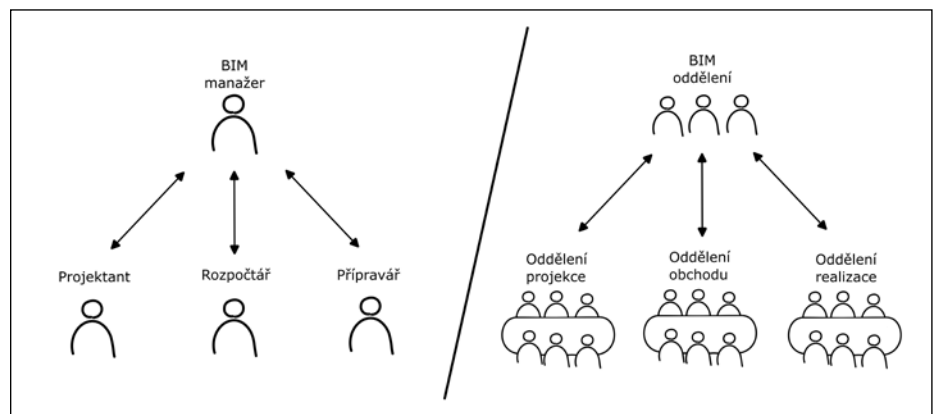 BIM
manažer
Projektant
Rozpočtář
Přípravář
BIM
oddělení
Oddělení
projekce
Oddělení
obchodu
Oddělení
realizace